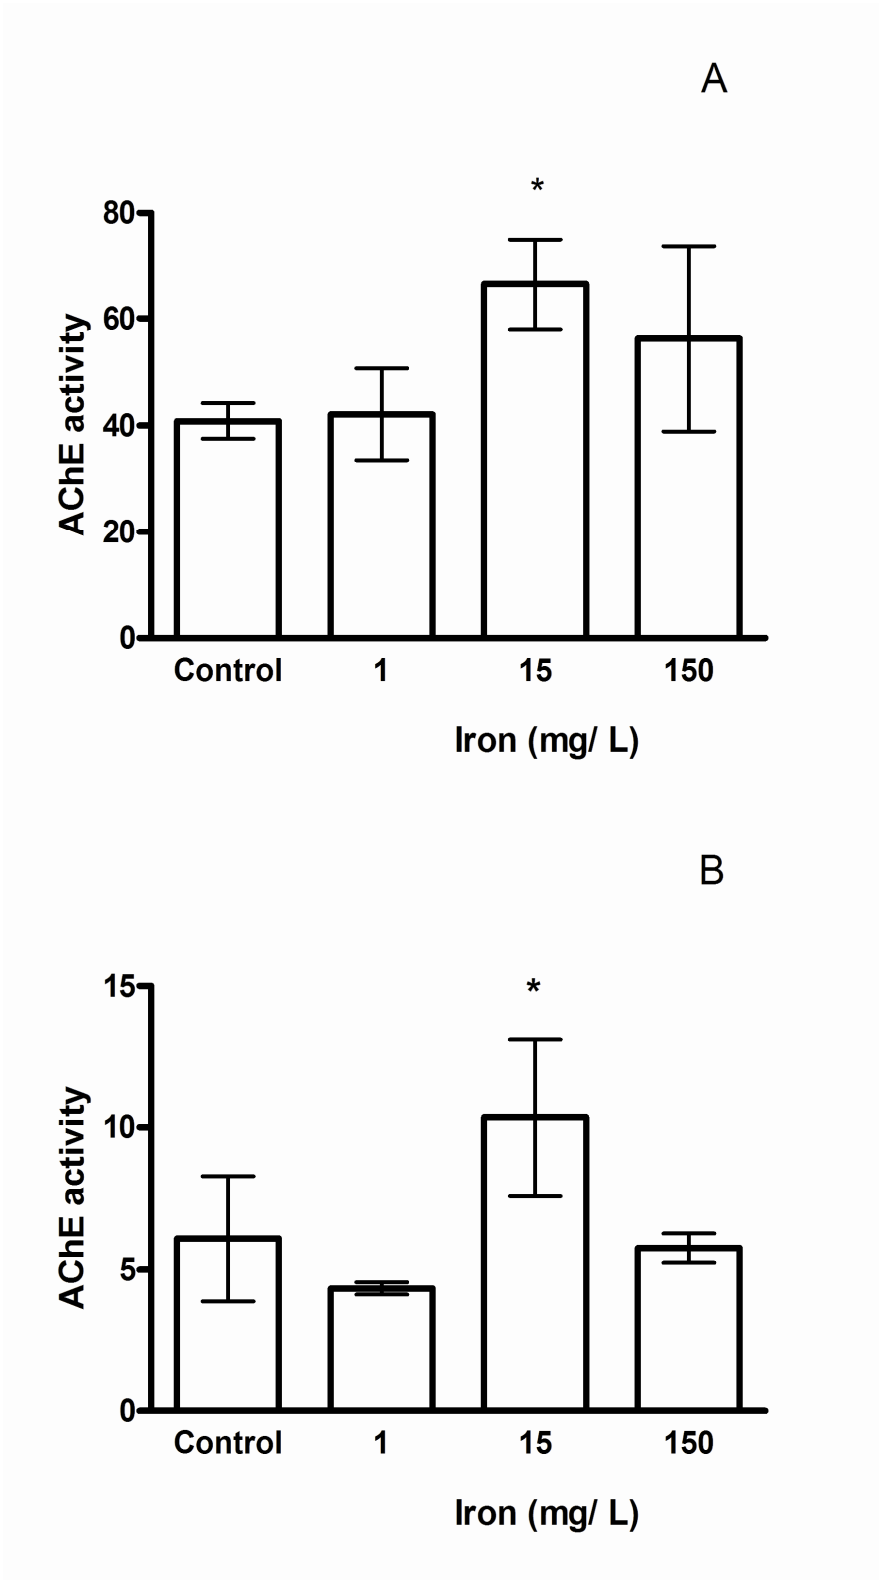 A
*
80
60
40
20
0
AChE activity
Control 1 15 150
Iron (mg/ L)
B
*
15
10
5
0
AChE activity
Control 1 15 150
Iron (mg/ L)